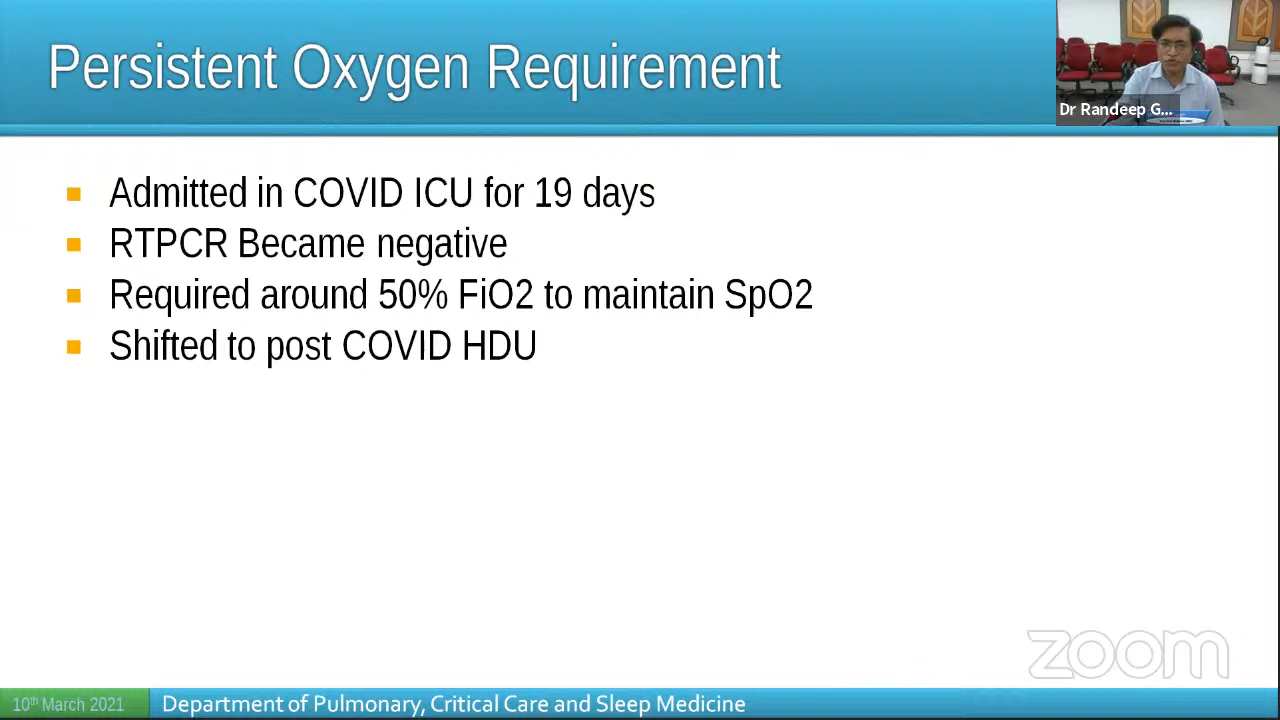 Persistent Oxygen Requirement
Dr Randeep G...
Admitted in COVID ICU for 19 days
RTPCR Became negative
Required around 50% FiO2 to maintain SpO2
Shifted to post COVID HDU
zoom
10th March 2021
Department of Pulmonary, Critical Care and Sleep Medicine